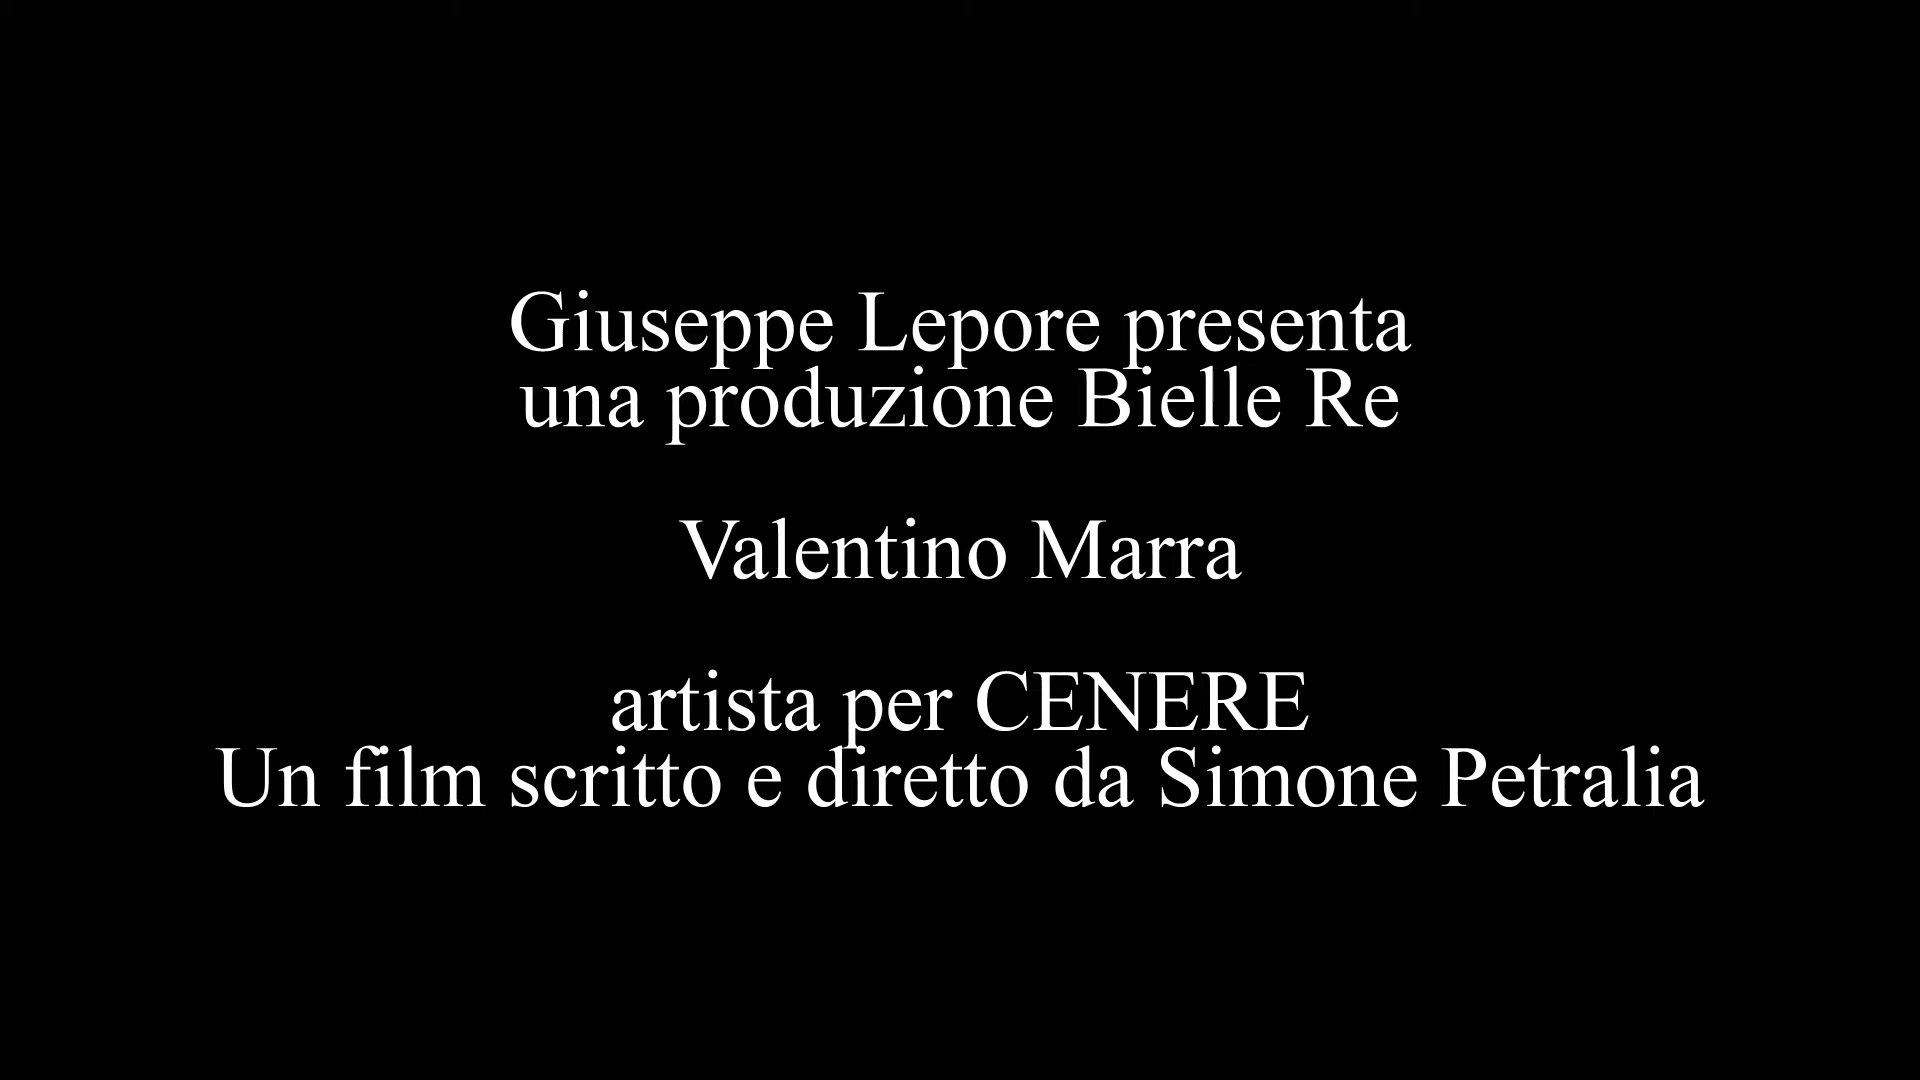 Giuseppe Lepore presenta
una produzione Bielle Re
Valentino Marra
artista per CENERE
Un film scritto e diretto da Simone Petralia